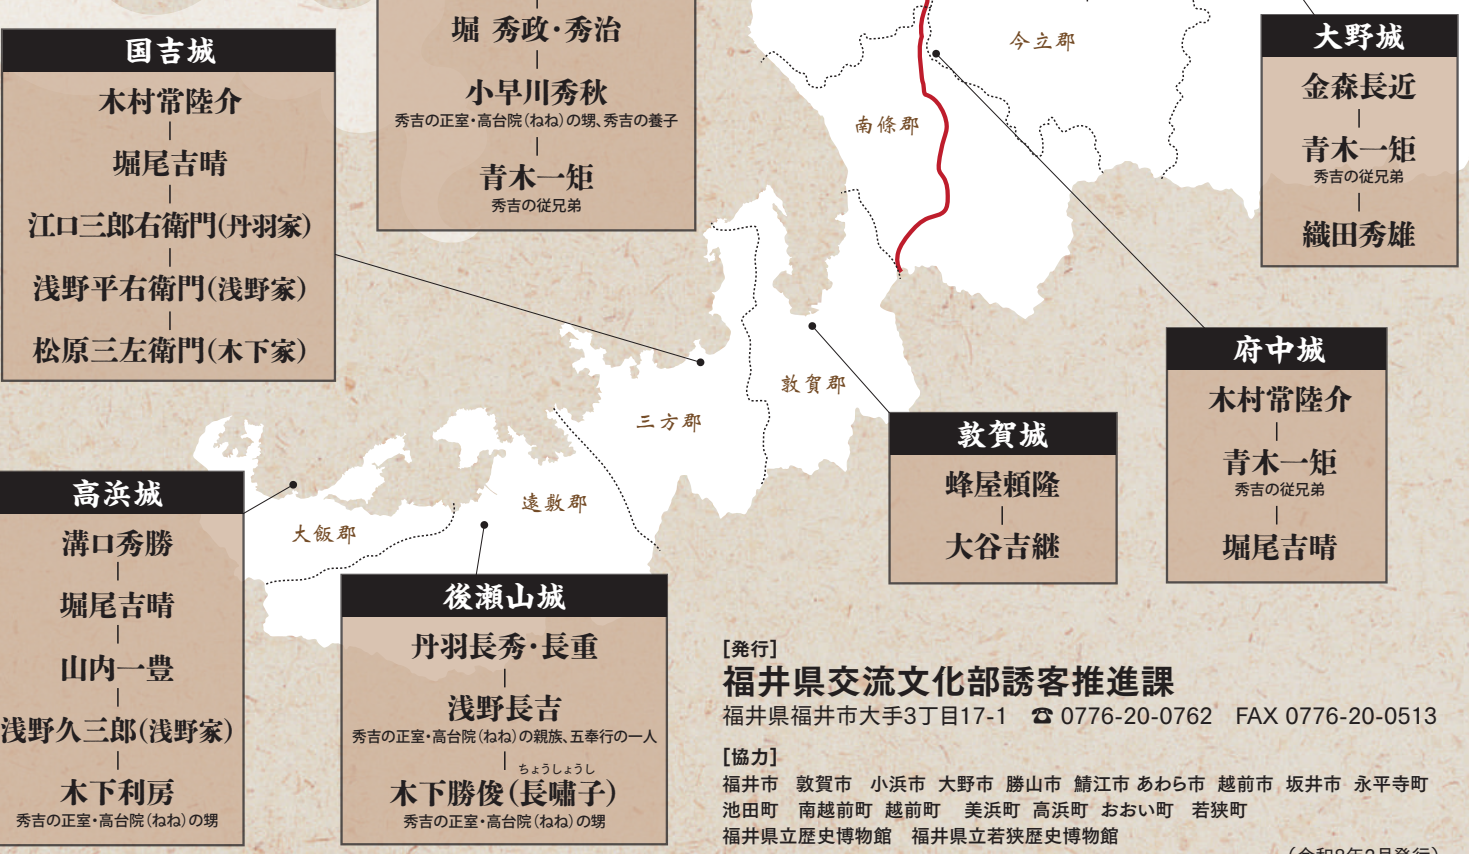 国吉城
木村常陸介
堀尾吉晴
江口三郎右衛門(丹羽家)
浅野平右衛門(浅野家)
松原三左衛門(木下家)
堀 秀政・秀治
小早川秀秋
秀吉の正室・高台院(ねね)の甥、秀吉の養子
青木一矩
秀吉の従兄弟
今立郡
南條郡
大野城
金森長近
青木一矩
秀吉の従兄弟
織田秀雄
府中城
木村常陸介
青木一矩
秀吉の従兄弟
堀尾吉晴
敦賀郡
三方郡
敦賀城
蜂屋頼隆
大谷吉継
遠敷郡
大飯郡
高浜城
溝口秀勝
堀尾吉晴
山内一豊
浅野久三郎(浅野家)
木下利房
秀吉の正室・高台院(ねね)の甥
後瀬山城
丹羽長秀・長重
浅野長吉
秀吉の正室・高台院(ねね)の親族、五奉行の一人
ちょうしょうし
木下勝俊(長嘯子)
秀吉の正室・高台院(ねね)の甥
[発行]
福井県交流文化部誘客推進課
福井県福井市大手3丁目17-1 ☎ 0776-20-0762 FAX 0776-20-0513
[協力]
福井市 敦賀市 小浜市 大野市 勝山市 鯖江市 あわら市 越前市 坂井市 永平寺町
池田町 南越前町 越前町 美浜町 高浜町 おおい町 若狭町
福井県立歴史博物館 福井県立若狭歴史博物館